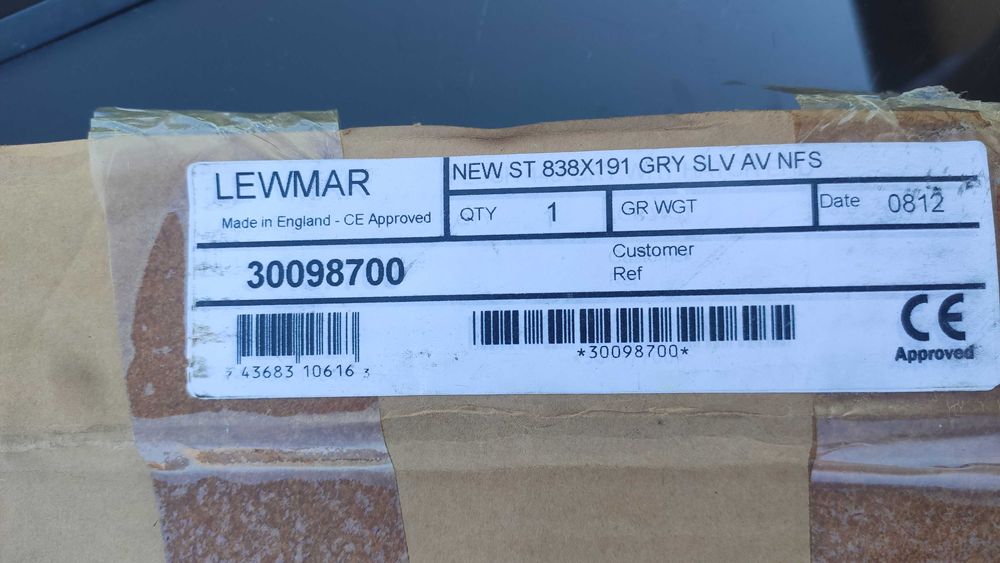 LEWMAR
Made in England - CE Approved
NEW ST 838X191 GRY SLV AV NFS
QTY 1
GR WGT
Date 0812
30098700
Customer
Ref
7 43683 10616 3
*30098700*
CE
Approved